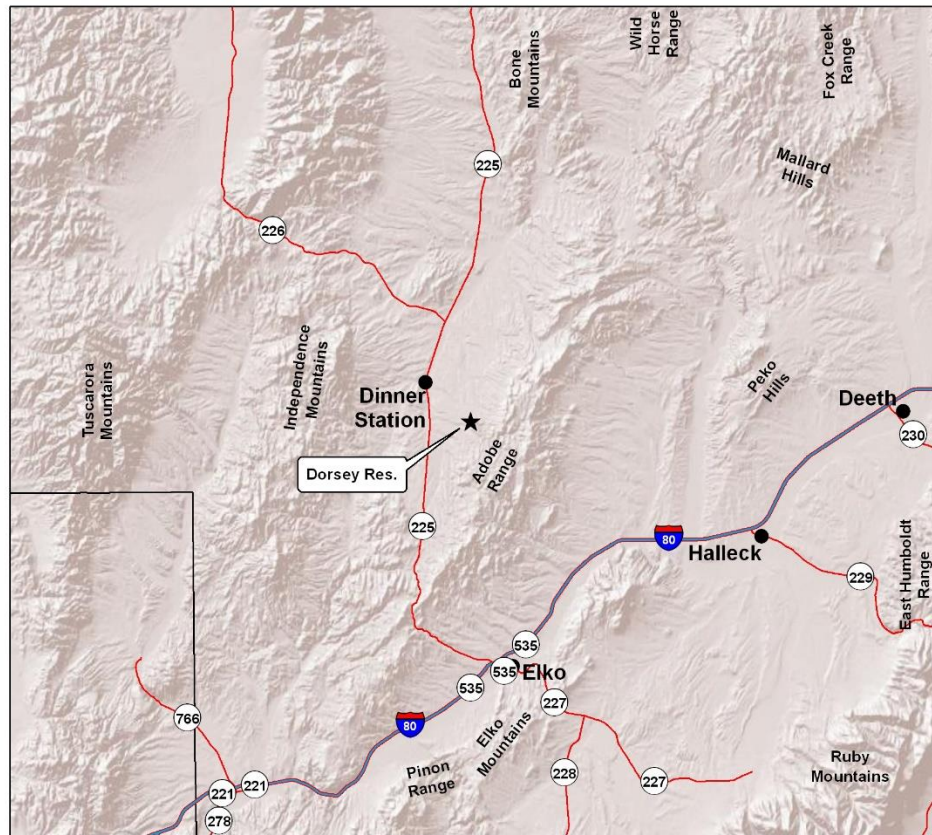 Bone
Mountains
Wild
Horse
Range
Fox Creek
Range
Mallard
Hills
225
226
Tuscarora
Mountains
Independence
Mountains
Dinner
Station
Dorsey Res.
Adobe
Range
Peko
Hills
Deeth
230
225
80
Halleck
229
East Humboldt
Range
535
535
Elko
535
227
766
80
Elko
Mountains
Pinon
Range
228
227
Ruby
Mountains
221
221
278